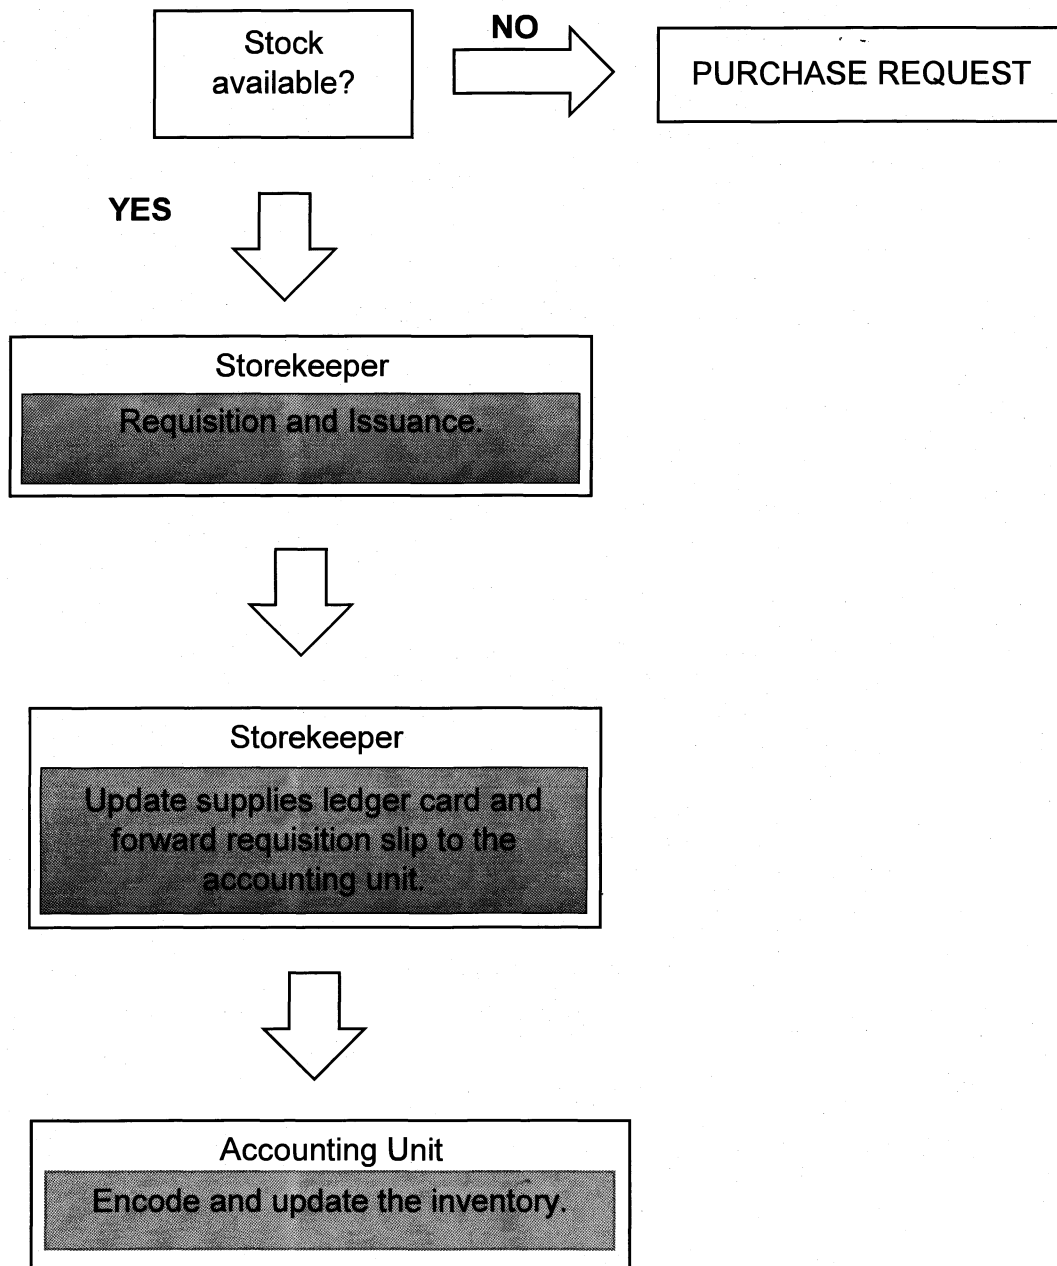 Stock
available?
NO
PURCHASE REQUEST
YES
Storekeeper
Requisition and Issuance.
Storekeeper
Update supplies ledger card and
forward requisition slip to the
accounting unit.
Accounting Unit
Encode and update the inventory.